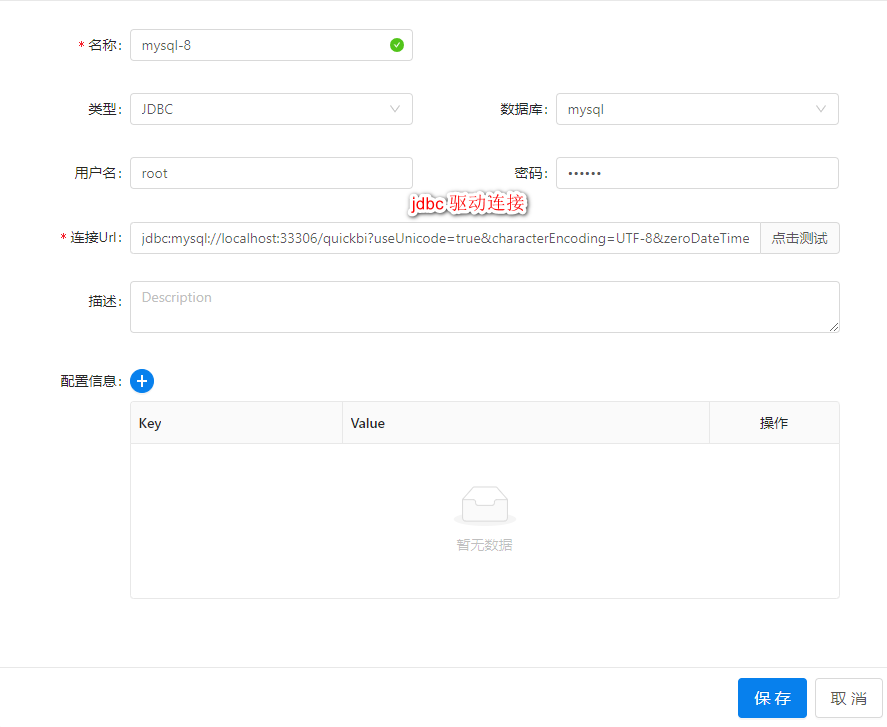 * 名称: mysql-8
类型: JDBC 数据库: mysql
用户名: root 密码: ••••••
jdbc 驱动连接
* 连接Url: jdbc:mysql://localhost:33306/quickbi?useUnicode=true&characterEncoding=UTF-8&zeroDateTime 点击测试
描述: Description
配置信息:
Key Value 操作
暂无数据
保 存 取 消